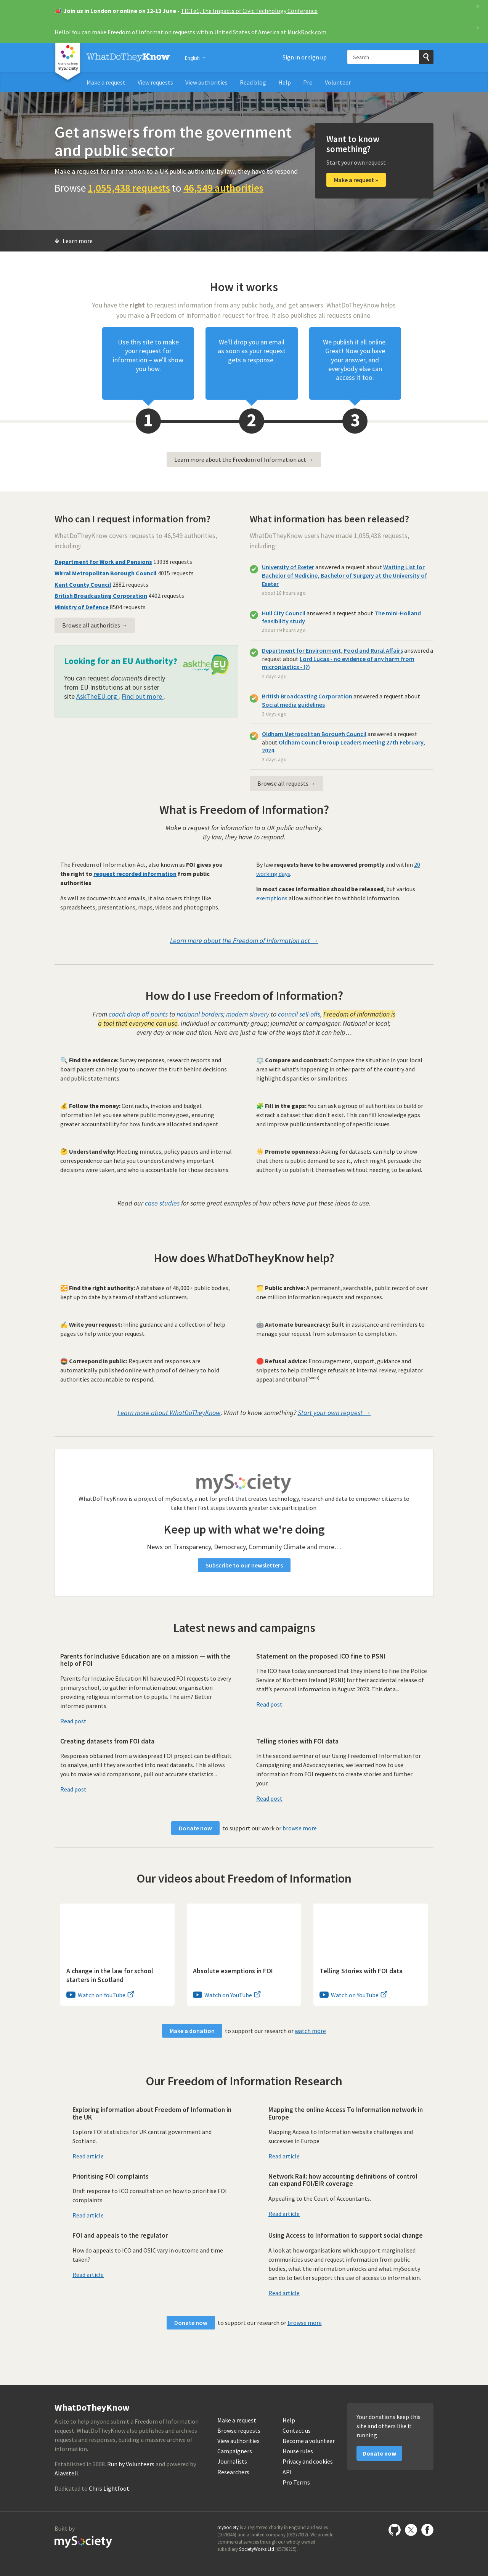 📣 Join us in London or online on 12-13 June - TICTeC, the Impacts of Civic Technology Conference
×
Hello! You can make Freedom of Information requests within United States of America at MuckRock.com
×
WhatDoTheyKnow
English
Sign in or sign up
Search
Make a request
View requests
View authorities
Read blog
Help
Pro
Volunteer
Get answers from the government and public sector
Make a request for information to a UK public authority: by law, they have to respond
Browse 1,055,438 requests to 46,549 authorities
Want to know something?
Start your own request
Make a request »
Learn more
How it works
You have the right to request information from any public body, and get answers. WhatDoTheyKnow helps
you make a Freedom of Information request for free. It also publishes all requests online.
Use this site to make your request for information – we'll show you how.
We'll drop you an email as soon as your request gets a response.
We publish it all online. Great! Now you have your answer, and everybody else can access it too.
1
2
3
Learn more about the Freedom of Information act →
Who can I request information from?
WhatDoTheyKnow covers requests to 46,549 authorities, including:
Department for Work and Pensions 13938 requests
Wirral Metropolitan Borough Council 4015 requests
Kent County Council 2882 requests
British Broadcasting Corporation 4402 requests
Ministry of Defence 8504 requests
Browse all authorities →
Looking for an EU Authority?
asktheEU
You can request documents directly
from EU Institutions at our sister
site AskTheEU.org . Find out more .
What information has been released?
WhatDoTheyKnow users have made 1,055,438 requests, including:
University of Exeter answered a request about Waiting List for Bachelor of Medicine, Bachelor of Surgery at the University of Exeter
about 18 hours ago
Hull City Council answered a request about The mini-Holland feasibility study
about 19 hours ago
Department for Environment, Food and Rural Affairs answered a request about Lord Lucas - no evidence of any harm from microplastics - (?)
2 days ago
British Broadcasting Corporation answered a request about Social media guidelines
3 days ago
Oldham Metropolitan Borough Council answered a request about Oldham Council Group Leaders meeting 27th February, 2024
3 days ago
Browse all requests →
What is Freedom of Information?
Make a request for information to a UK public authority.
By law, they have to respond.
The Freedom of Information Act, also known as FOI gives you the right to request recorded information from public authorities.
As well as documents and emails, it also covers things like spreadsheets, presentations, maps, videos and photographs.
By law requests have to be answered promptly and within 20 working days.
In most cases information should be released, but various exemptions allow authorities to withhold information.
Learn more about the Freedom of Information act →
How do I use Freedom of Information?
From coach drop off points to national borders; modern slavery to council sell-offs, Freedom of Information is
a tool that everyone can use. Individual or community group; journalist or campaigner. National or local;
every day or now and then. Here are just a few of the ways that it can help…
🔍 Find the evidence: Survey responses, research reports and board papers can help you to uncover the truth behind decisions and public statements.
⚖️ Compare and contrast: Compare the situation in your local area with what's happening in other parts of the country and highlight disparities or similarities.
💰 Follow the money: Contracts, invoices and budget information let you see where public money goes, ensuring greater accountability for how funds are allocated and spent.
🧩 Fill in the gaps: You can ask a group of authorities to build or extract a dataset that didn't exist. This can fill knowledge gaps and improve public understanding of specific issues.
🤔 Understand why: Meeting minutes, policy papers and internal correspondence can help you to understand why important decisions were taken, and who is accountable for those decisions.
☀️ Promote openness: Asking for datasets can help to show that there is public demand to see it, which might persuade the authority to publish it themselves without needing to be asked.
Read our case studies for some great examples of how others have put these ideas to use.
How does WhatDoTheyKnow help?
🔀 Find the right authority: A database of 46,000+ public bodies, kept up to date by a team of staff and volunteers.
🗂️ Public archive: A permanent, searchable, public record of over one million information requests and responses.
✍️ Write your request: Inline guidance and a collection of help pages to help write your request.
🤖 Automate bureaucracy: Built in assistance and reminders to manage your request from submission to completion.
📮 Correspond in public: Requests and responses are automatically published online with proof of delivery to hold authorities accountable to respond.
🛑 Refusal advice: Encouragement, support, guidance and snippets to help challenge refusals at internal review, regulator appeal and tribunal(soon!).
Learn more about WhatDoTheyKnow. Want to know something? Start your own request →
mySociety
WhatDoTheyKnow is a project of mySociety, a not for profit that creates technology, research and data to empower citizens to
take their first steps towards greater civic participation.
Keep up with what we're doing
News on Transparency, Democracy, Community Climate and more…
Subscribe to our newsletters
Latest news and campaigns
Parents for Inclusive Education are on a mission — with the help of FOI
Parents for Inclusive Education NI have used FOI requests to every primary school, to gather information about organisation providing religious information to pupils. The aim? Better informed parents.
Read post
Statement on the proposed ICO fine to PSNI
The ICO have today announced that they intend to fine the Police Service of Northern Ireland (PSNI) for their accidental release of staff's personal information in August 2023. This data...
Read post
Creating datasets from FOI data
Responses obtained from a widespread FOI project can be difficult to analyse, until they are sorted into neat datasets. This allows you to make valid comparisons, pull out accurate statistics...
Read post
Telling stories with FOI data
In the second seminar of our Using Freedom of Information for Campaigning and Advocacy series, we learned how to use information from FOI requests to create stories and further your...
Read post
Donate now to support our work or browse more
Our videos about Freedom of Information
A change in the law for school starters in Scotland
Watch on YouTube
Absolute exemptions in FOI
Watch on YouTube
Telling Stories with FOI data
Watch on YouTube
Make a donation to support our research or watch more
Our Freedom of Information Research
Exploring information about Freedom of Information in the UK
Explore FOI statistics for UK central government and Scotland.
Read article
Mapping the online Access To Information network in Europe
Mapping Access to Information website challenges and successes in Europe
Read article
Prioritising FOI complaints
Draft response to ICO consultation on how to prioritise FOI complaints
Read article
Network Rail: how accounting definitions of control can expand FOI/EIR coverage
Appealing to the Court of Accountants.
Read article
FOI and appeals to the regulator
How do appeals to ICO and OSIC vary in outcome and time taken?
Read article
Using Access to Information to support social change
A look at how organisations which support marginalised communities use and request information from public bodies, what the information unlocks and what mySociety can do to better support this use of access to information.
Read article
Donate now to support our research or browse more
WhatDoTheyKnow
A site to help anyone submit a Freedom of Information request. WhatDoTheyKnow also publishes and archives requests and responses, building a massive archive of information.
Established in 2008. Run by Volunteers and powered by Alaveteli.
Dedicated to Chris Lightfoot.
Make a request
Browse requests
View authorities
Campaigners
Journalists
Researchers
Help
Contact us
Become a volunteer
House rules
Privacy and cookies
API
Pro Terms
Your donations keep this site and others like it running
Donate now
Built by
mySociety
mySociety is a registered charity in England and Wales (1076346) and a limited company (03277032). We provide commercial services through our wholly owned subsidiary SocietyWorks Ltd (05798215).